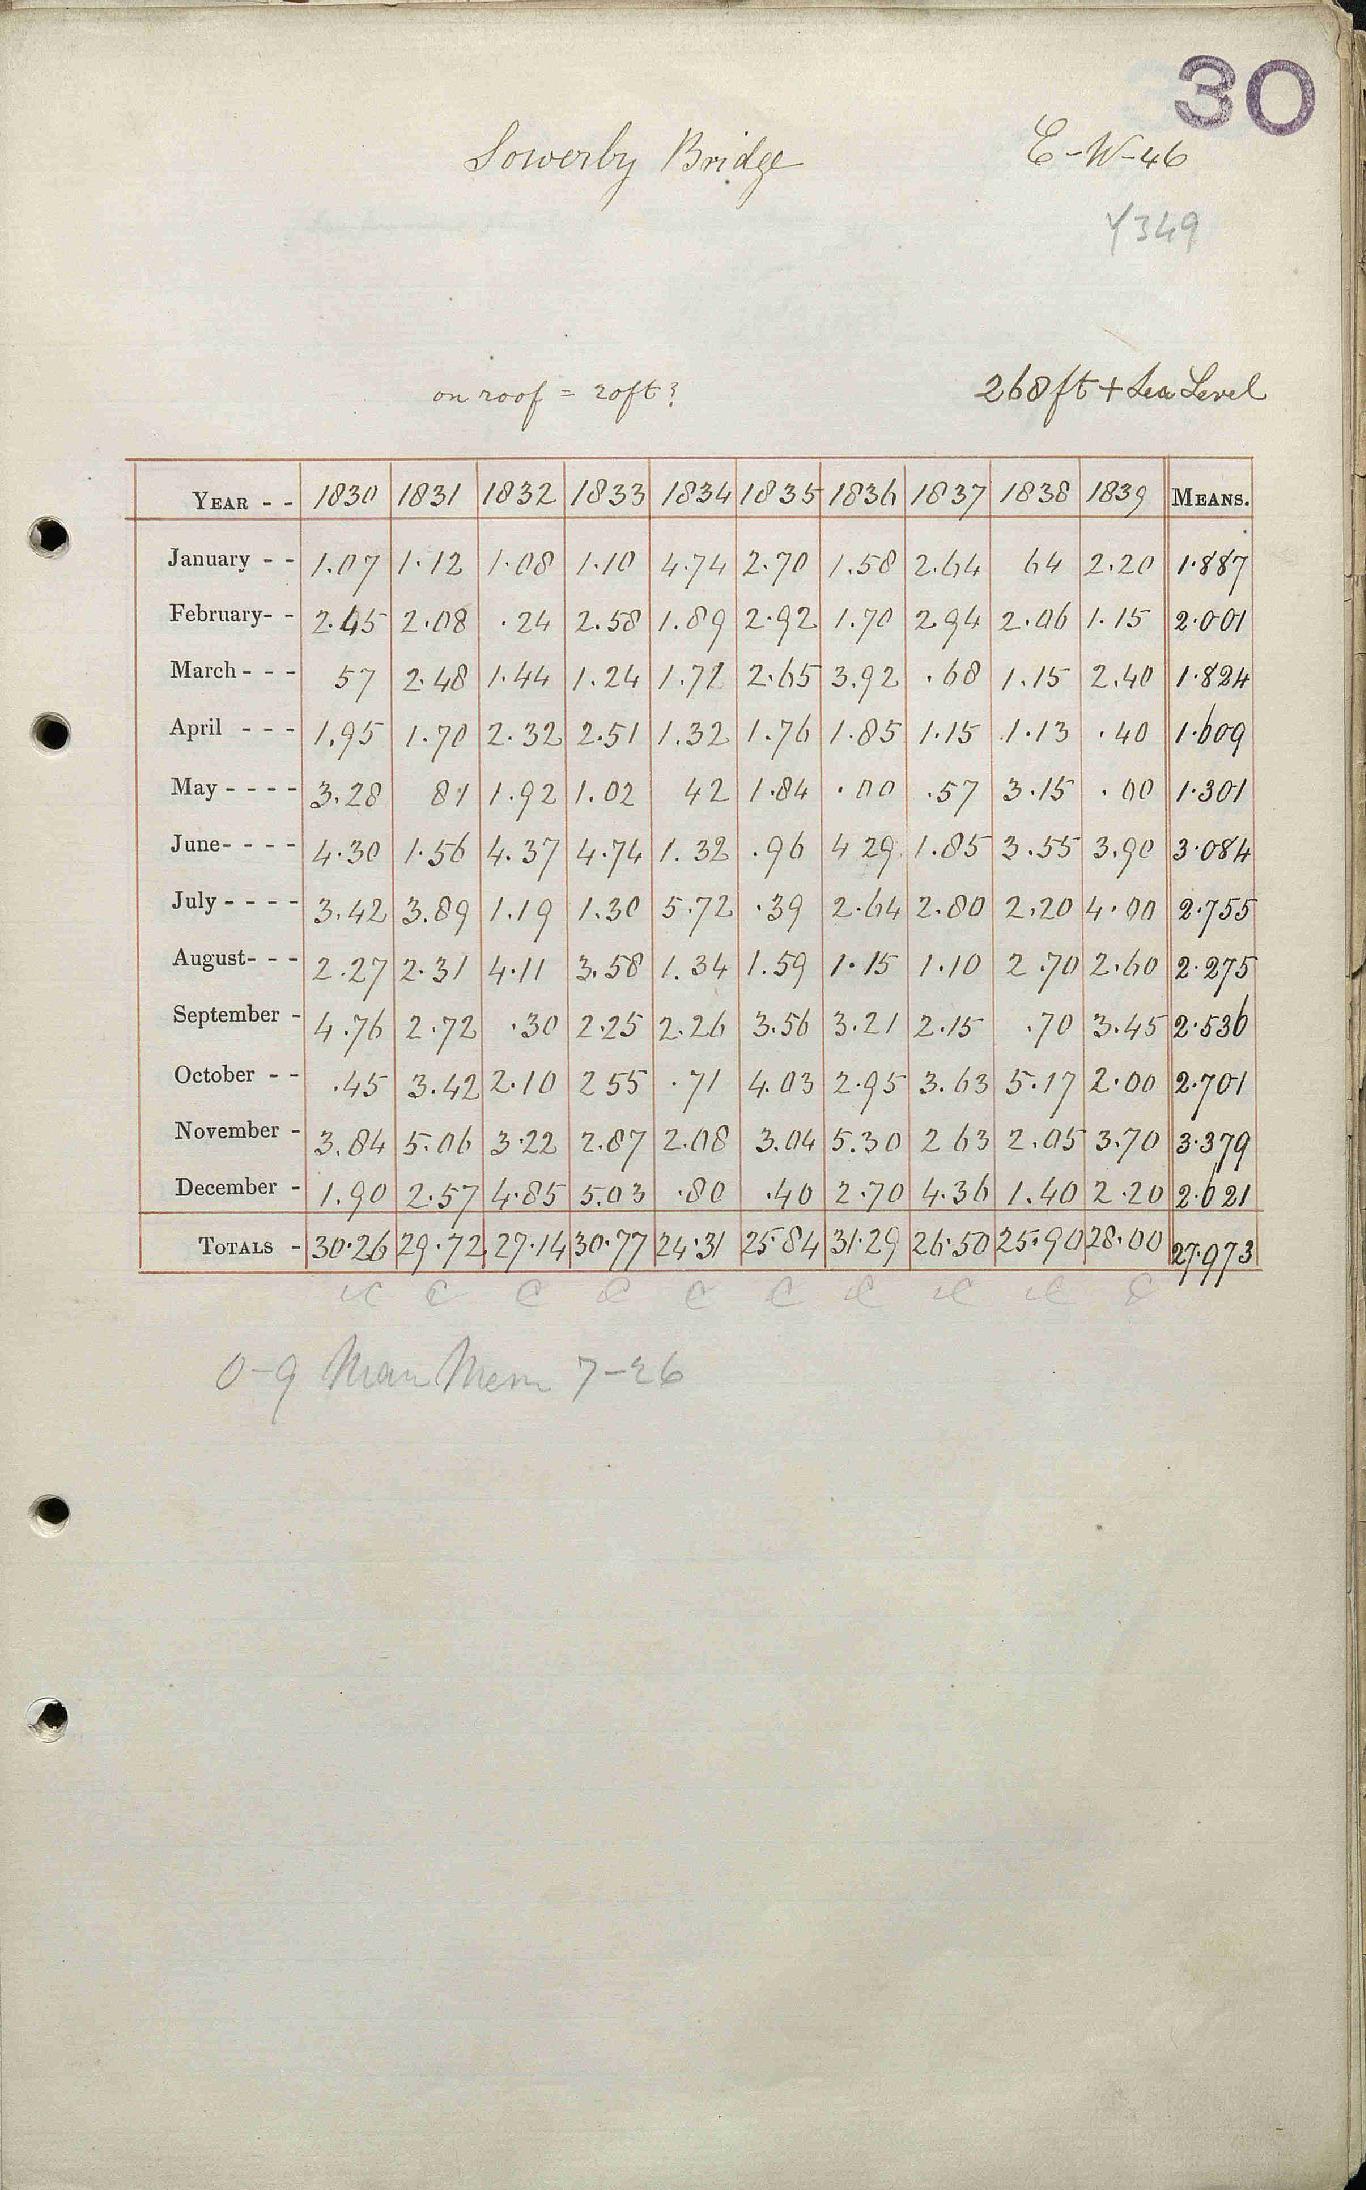 30
Sowerby Bridge E-W-46
Y349
on roof = 20ft? 268ft + Sea Level
YEAR - - 1830 1831 1832 1833 1834 1835 1836 1837 1838 1839 MEANS.
January - - 1.07 1.12 1.08 1.10 4.74 2.70 1.58 2.64 64 2.20 1.887
February- - 2.45 2.08 .24 2.58 1.89 2.92 1.70 2.94 2.06 1.15 2.001
March - - - 57 2.48 1.44 1.24 1.72 2.65 3.92 .68 1.15 2.40 1.824
April - - - 1.95 1.70 2.32 2.51 1.32 1.76 1.85 1.15 1.13 .40 1.609
May - - - - 3.28 81 1.92 1.02 42 1.84 .00 .57 3.15 .00 1.301
June- - - - 4.30 1.56 4.37 4.74 1.32 .96 4 29 1.85 3.55 3.90 3.084
July - - - - 3.42 3.89 1.19 1.30 5.72 .39 2.64 2.80 2.20 4.00 2.755
August- - - 2.27 2.31 4.11 3.58 1.34 1.59 1.15 1.10 2.70 2.60 2.275
September - 4.76 2.72 .30 2.25 2.26 3.56 3.21 2.15 .70 3.45 2.536
October - - .45 3.42 2.10 2 55 .71 4.03 2.95 3.63 5.17 2.00 2.701
November - 3.84 5.06 3.22 2.87 2.08 3.04 5.30 2 63 2.05 3.70 3.379
December - 1.90 2.57 4.85 5.03 .80 .40 2.70 4.36 1.40 2.20 2.621
TOTALS - 30.26 29.72 27.14 30.77 24.31 25.84 31.29 26.50 25.90 28.00 27.973
C C C C C C C C C C
0-9 Man Mem 7-26